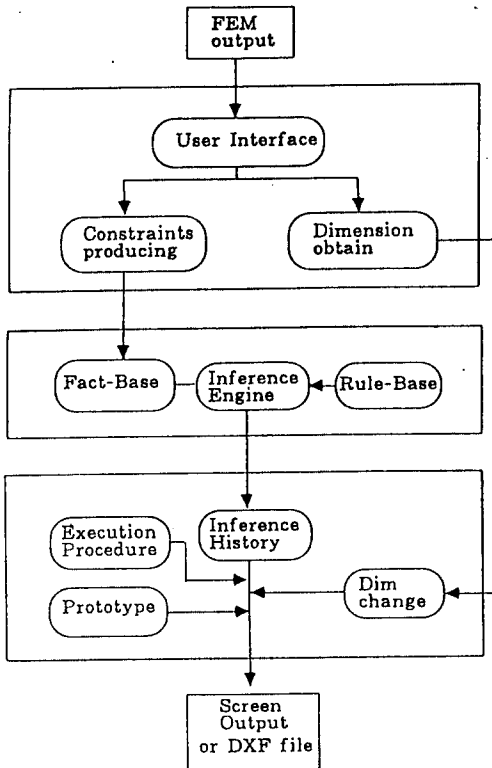 FEM
output
User Interface
Constraints
producing
Dimension
obtain
Fact-Base
Inference
Engine
Rule-Base
Execution
Procedure
Inference
History
Prototype
Dim
change
Screen
Output
or DXF file